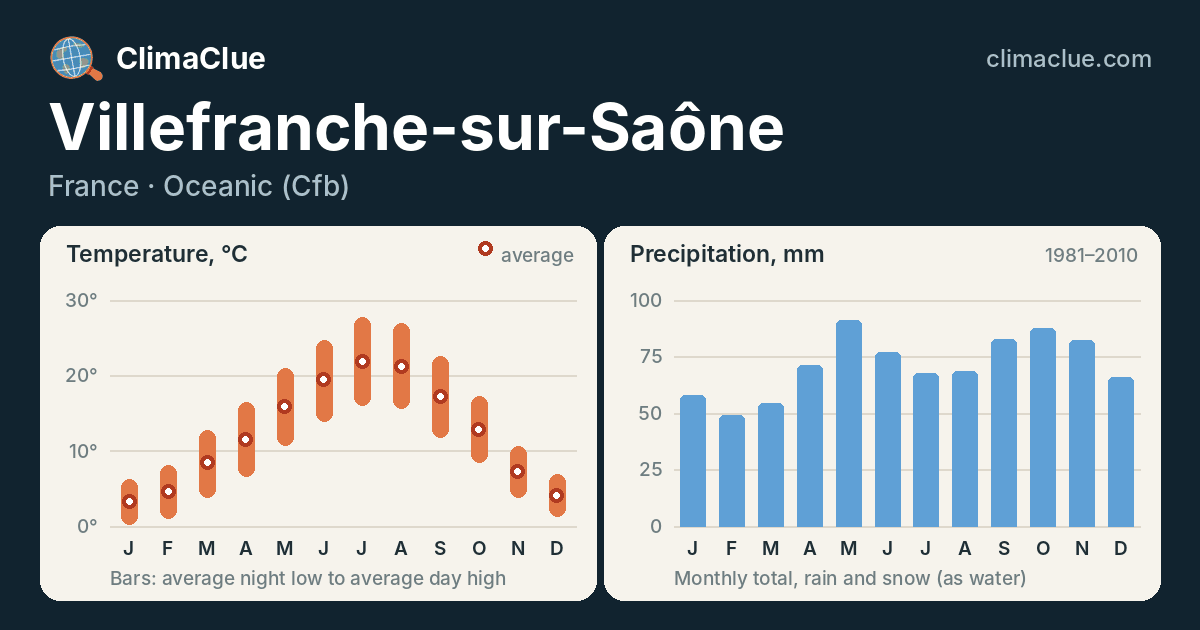 ClimaClue
climaclue.com
Villefranche-sur-Saône
France · Oceanic (Cfb)
Temperature, °C
average
30°
20°
10°
0°
J F M A M J J A S O N D
Bars: average night low to average day high
Precipitation, mm
1981–2010
100
75
50
25
0
J F M A M J J A S O N D
Monthly total, rain and snow (as water)